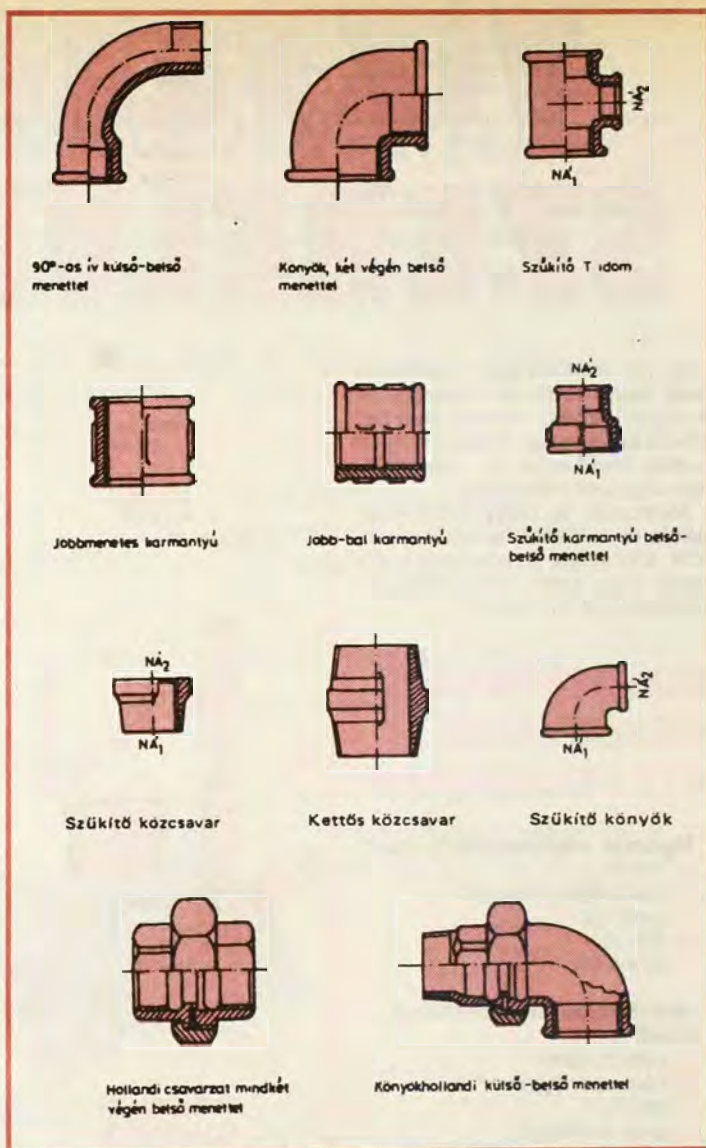 NÁ₂
NÁ₁
90°-os ív külső-belső
menettel
Könyök, két végén belső
menettel
Szűkítő T idom
NÁ₂
NÁ₁
Jobbmenetes karmantyú
Jobb-bal karmantyú
Szűkítő karmantyú belső-
belső menettel
NÁ₂
NÁ₁
NÁ₂
NÁ₁
Szűkítő közcsavar
Kettős közcsavar
Szűkítő könyök
Hollandi csavarzat mindkét
végén belső menettel
Könyökhollandi külső-belső menettel